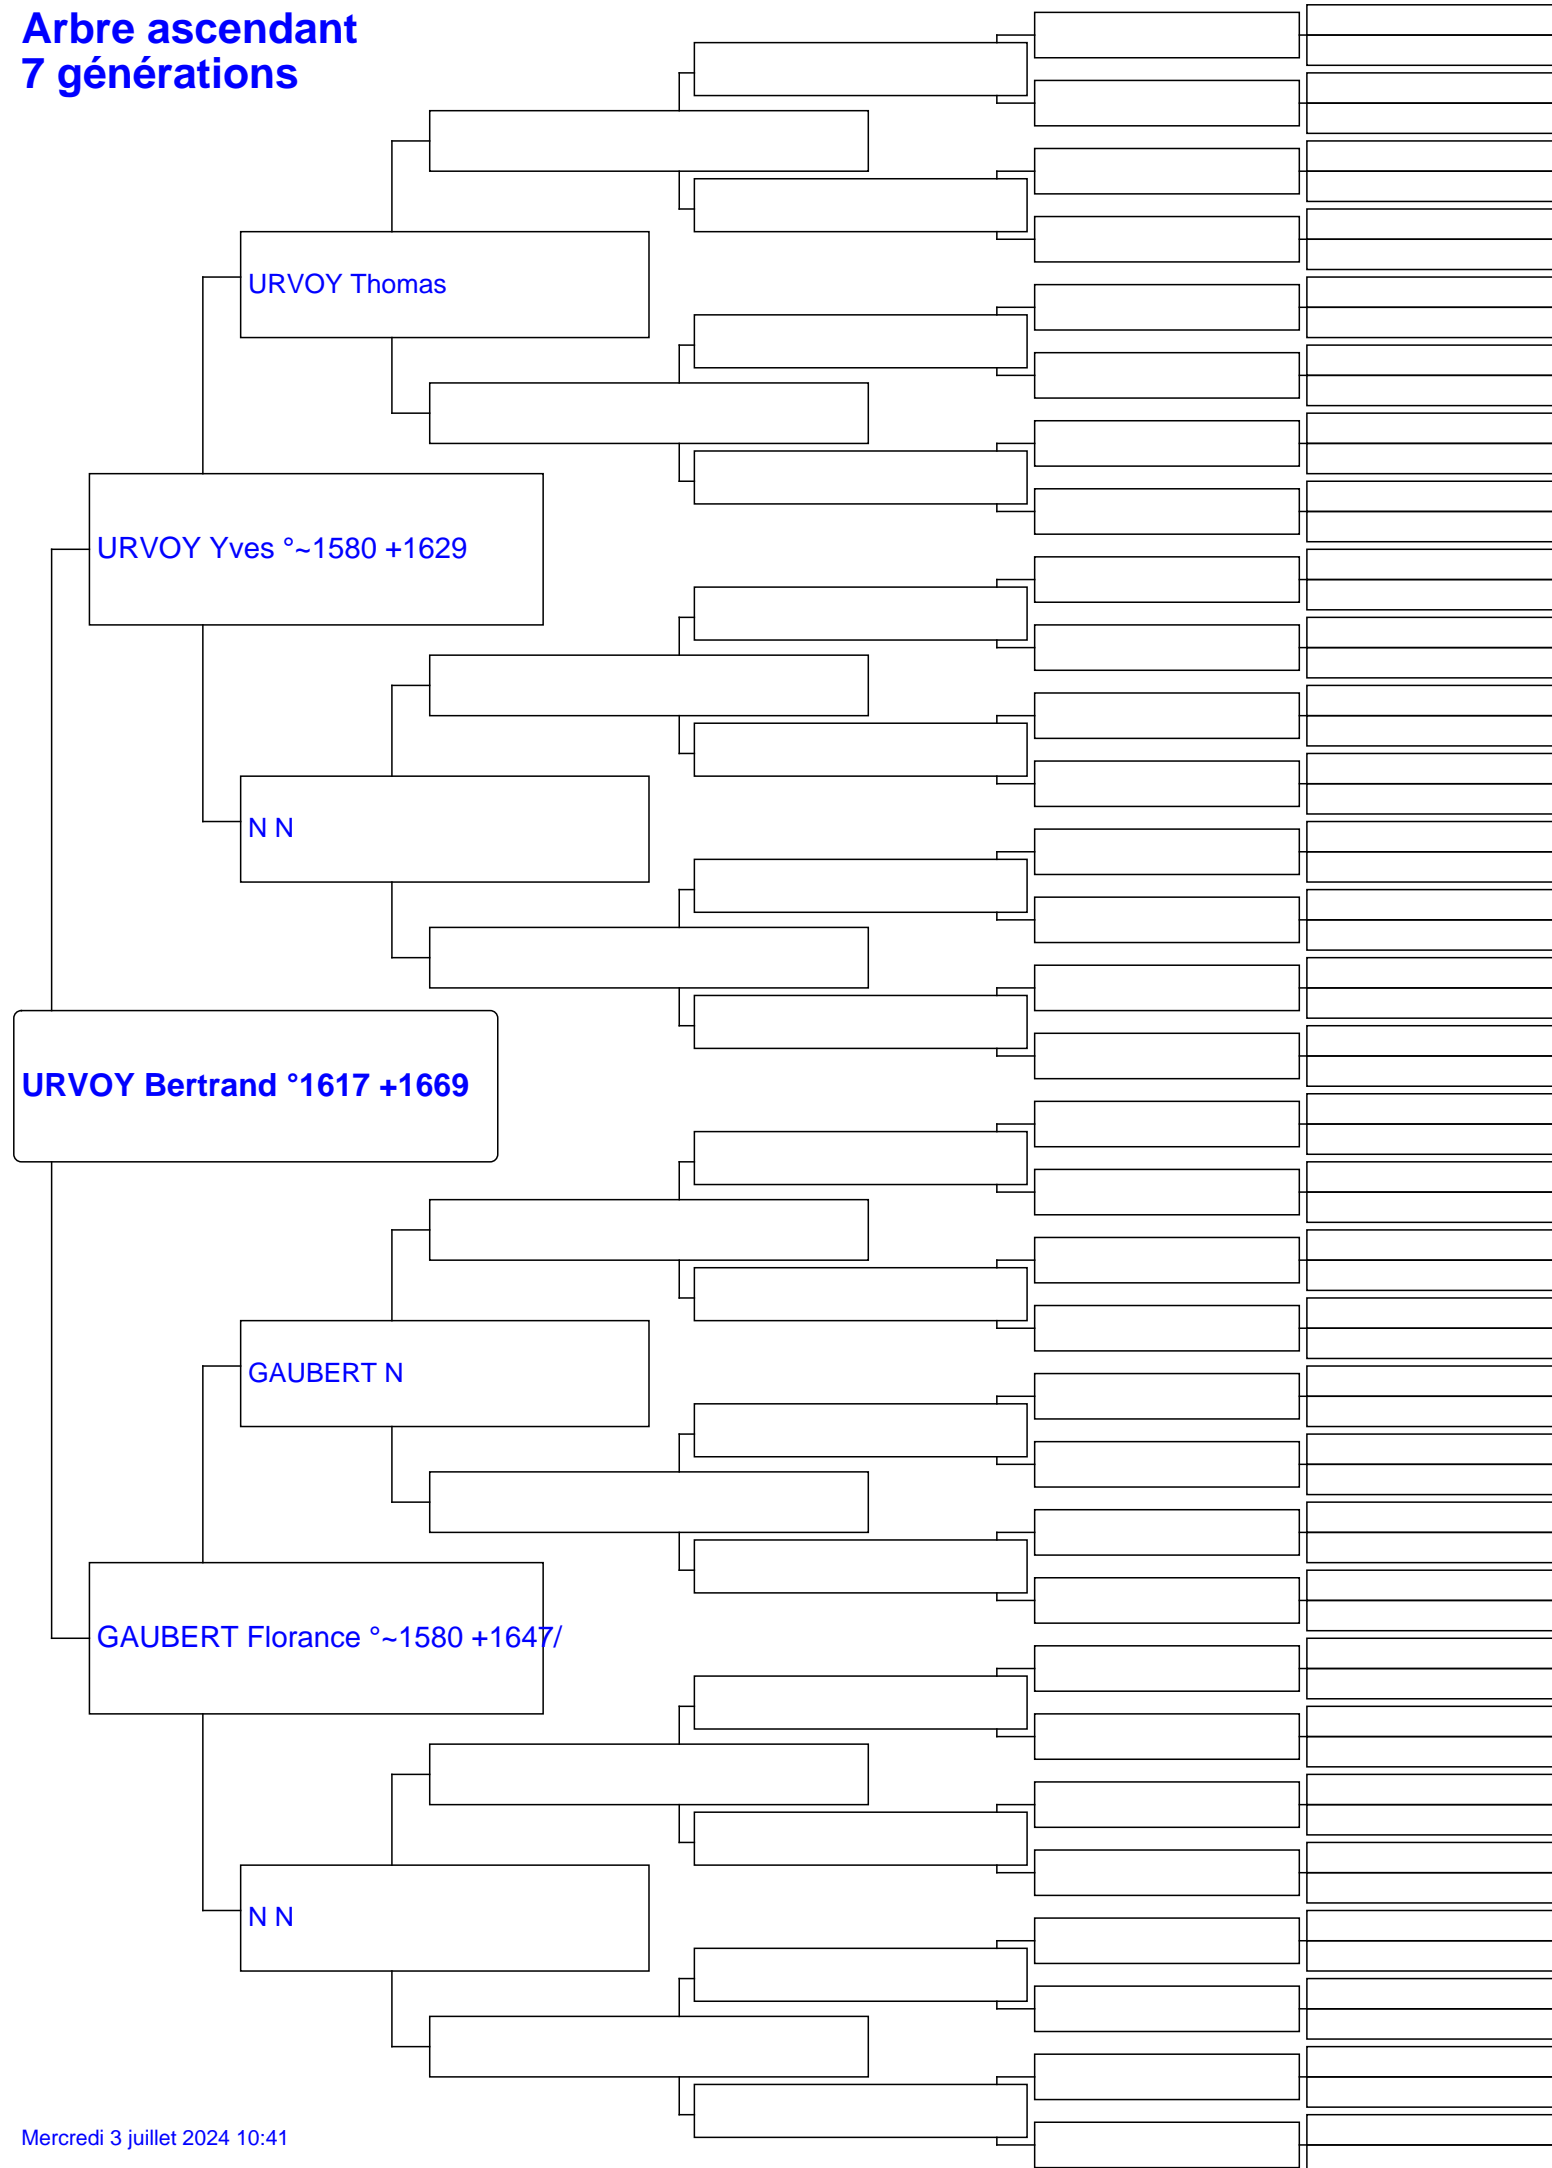 Arbre ascendant
7 générations
URVOY Thomas
URVOY Yves °~1580 +1629
N N
URVOY Bertrand °1617 +1669
GAUBERT N
GAUBERT Florance °~1580 +1647/
N N
Mercredi 3 juillet 2024 10:41